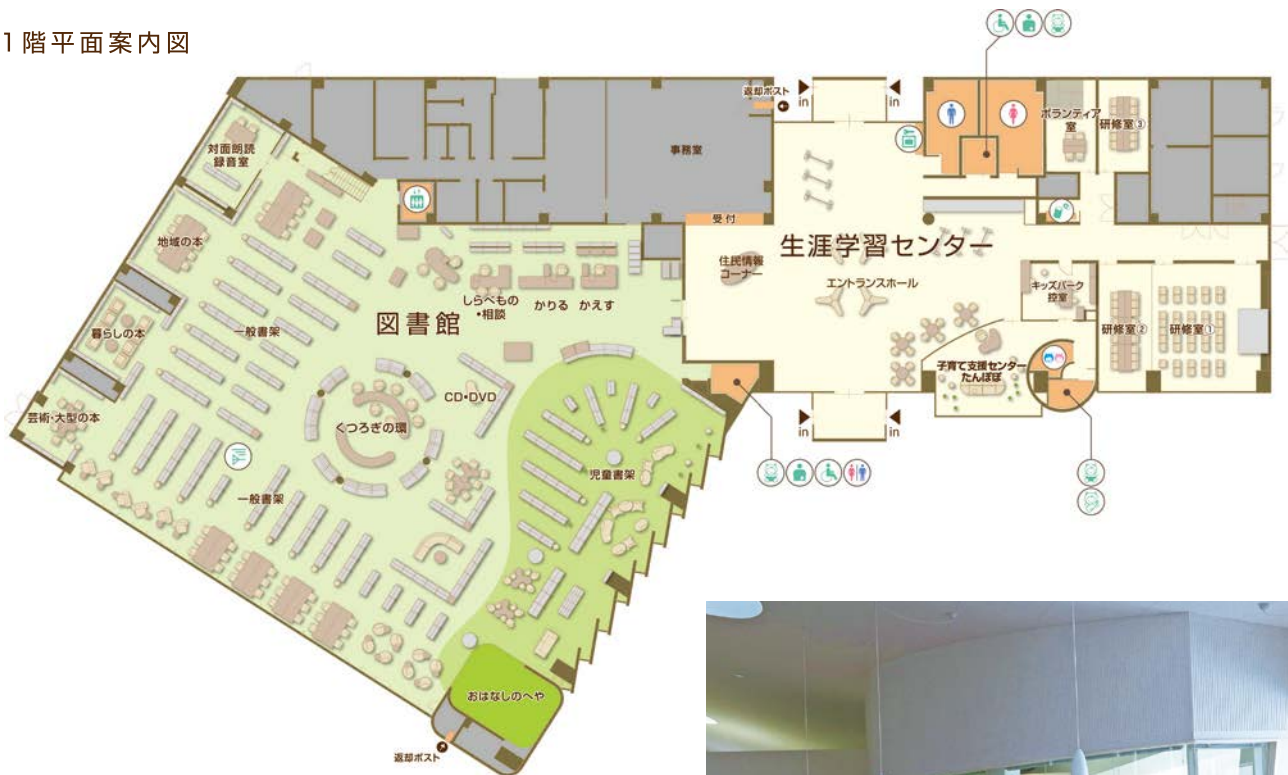 1階平面案内図
返却ポスト
in
in
対面朗読
録音室
事務室
ボランティア
室
研修室③
受付
地域の本
生涯学習センター
住民情報
コーナー
エントランスホール
キッズパーク
控室
しらべもの
・相談
かりる
かえす
図書館
一般書架
暮らしの本
研修室②
研修室①
子育て支援センター
たんぽぽ
CD・DVD
芸術・大型の本
くつろぎの環
in
in
児童書架
一般書架
おはなしのへや
返却ポスト